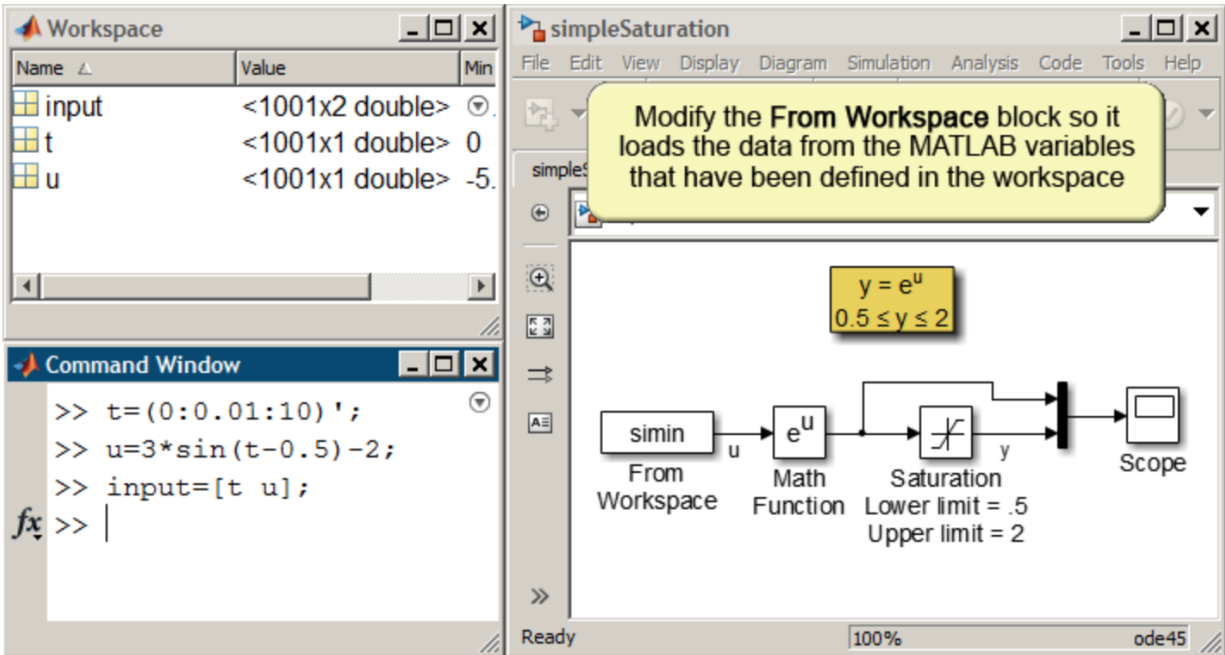 Workspace
Name Value Min
input <1001x2 double>
t <1001x1 double> 0
u <1001x1 double> -5.
Command Window
>> t=(0:0.01:10)';
>> u=3*sin(t-0.5)-2;
>> input=[t u];
fx >>
simpleSaturation
File Edit View Display Diagram Simulation Analysis Code Tools Help
Modify the From Workspace block so it
loads the data from the MATLAB variables
that have been defined in the workspace
y = e^u
0.5 ≤ y ≤ 2
simin
u
e^u
y
From
Workspace
Math
Function
Saturation
Lower limit = .5
Upper limit = 2
Scope
Ready 100% ode45